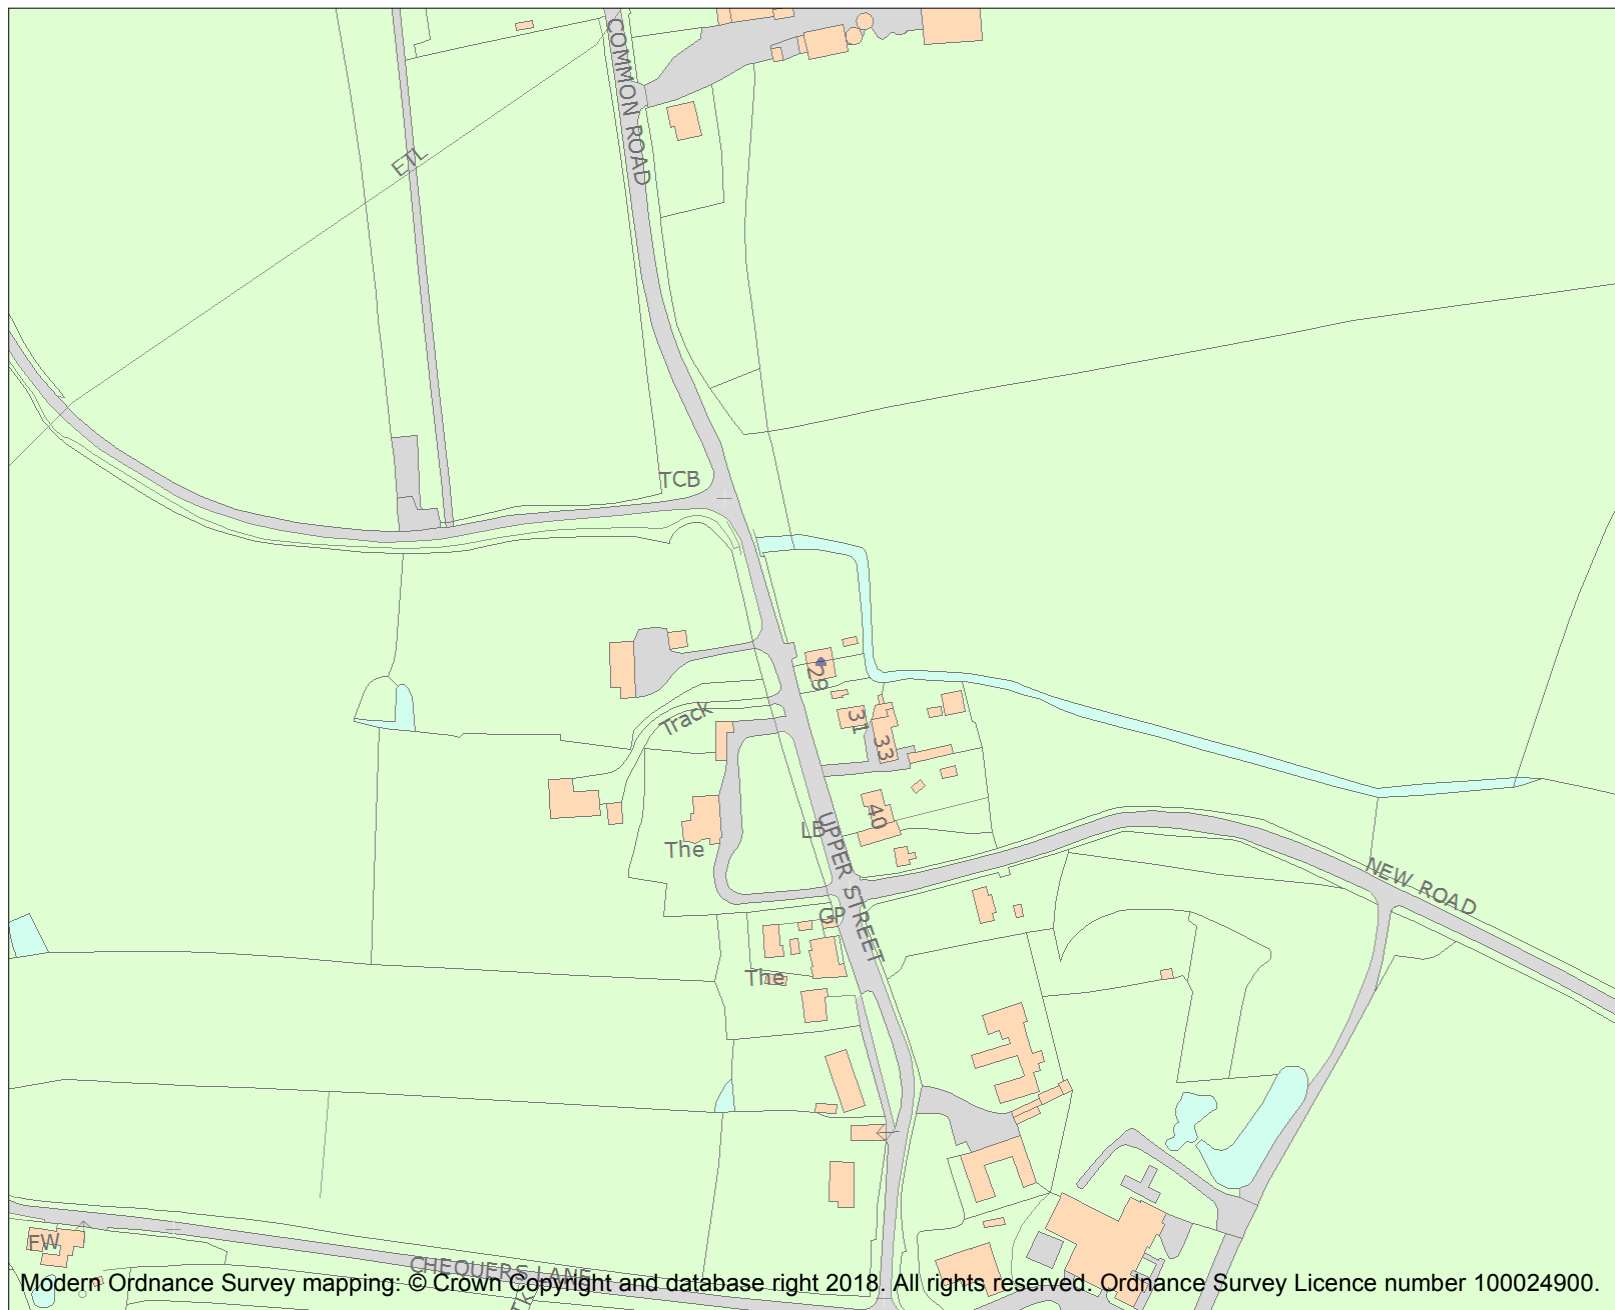 COMMON ROAD
ETL
TCB
29
Track
31
33
40
LB
UPPER STREET
The
NEW ROAD
GP
The
FW
CHEQUERS LANE
Modern Ordnance Survey mapping: © Crown Copyright and database right 2018. All rights reserved. Ordnance Survey Licence number 100024900.